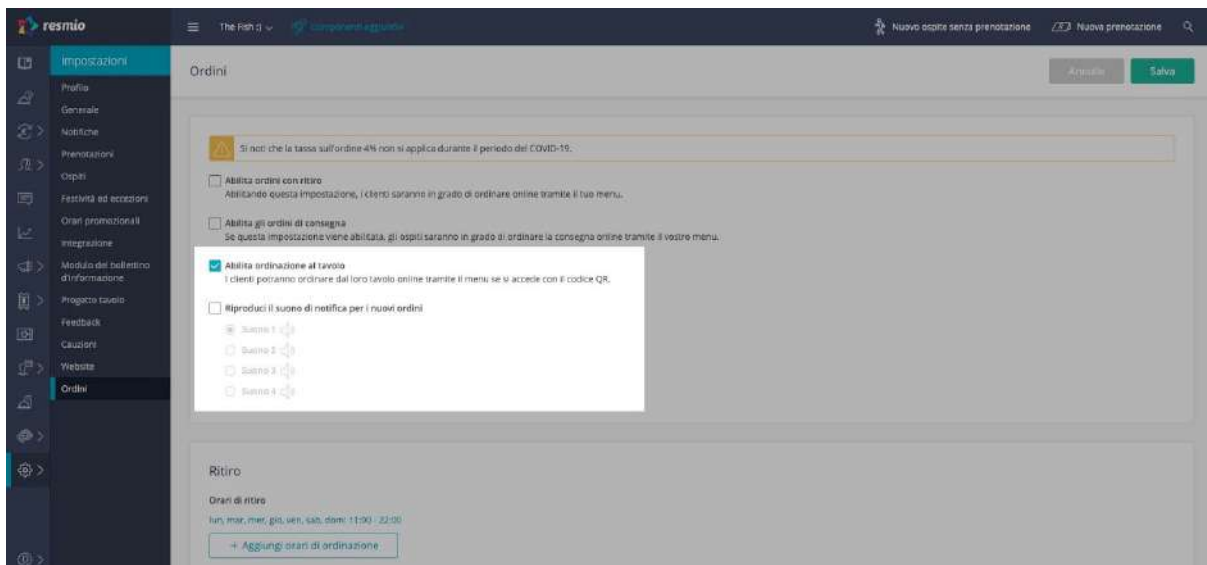 resmio
The Fish :)
componenti aggiuntivi
Nuovo ospite senza prenotazione
Nuova prenotazione
Impostazioni
Profilo
Generale
Notifiche
Prenotazioni
Ospiti
Festività ed eccezioni
Orari promozionali
Integrazione
Modulo del bollettino
d'informazione
Progetto tavolo
Feedback
Cauzioni
Website
Ordini
Ordini
Annulla
Salva
Si noti che la tassa sull'ordine 4% non si applica durante il periodo del COVID-19.
Abilita ordini con ritiro
Abilitando questa impostazione, i clienti saranno in grado di ordinare online tramite il tuo menu.
Abilita gli ordini di consegna
Se questa impostazione viene abilitata, gli ospiti saranno in grado di ordinare la consegna online tramite il vostro menu.
Abilita ordinazione al tavolo
I clienti potranno ordinare dal loro tavolo online tramite il menu se si accede con il codice QR.
Riproduci il suono di notifica per i nuovi ordini
Suono 1
Suono 2
Suono 3
Suono 4
Ritiro
Orari di ritiro
lun, mar, mer, gio, ven, sab, dom: 11:00 - 22:00
+ Aggiungi orari di ordinazione